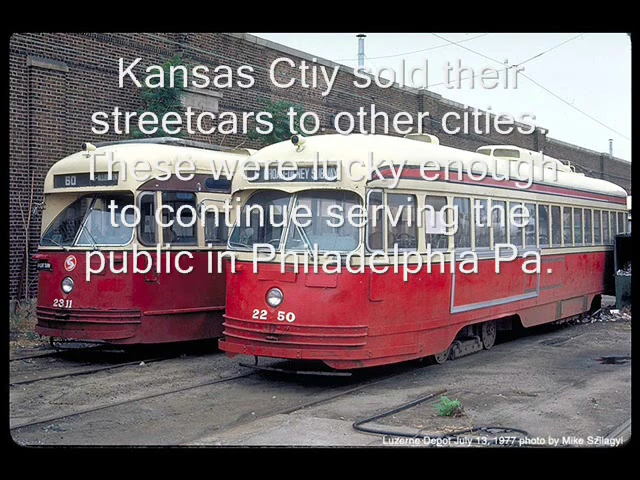 Kansas Ctiy sold their
streetcars to other cities.
These were lucky enough
to continue serving the
public in Philadelphia Pa.
60
2311
22 50
Luzerne Depot July 13, 1977 photo by Mike Szilagyi